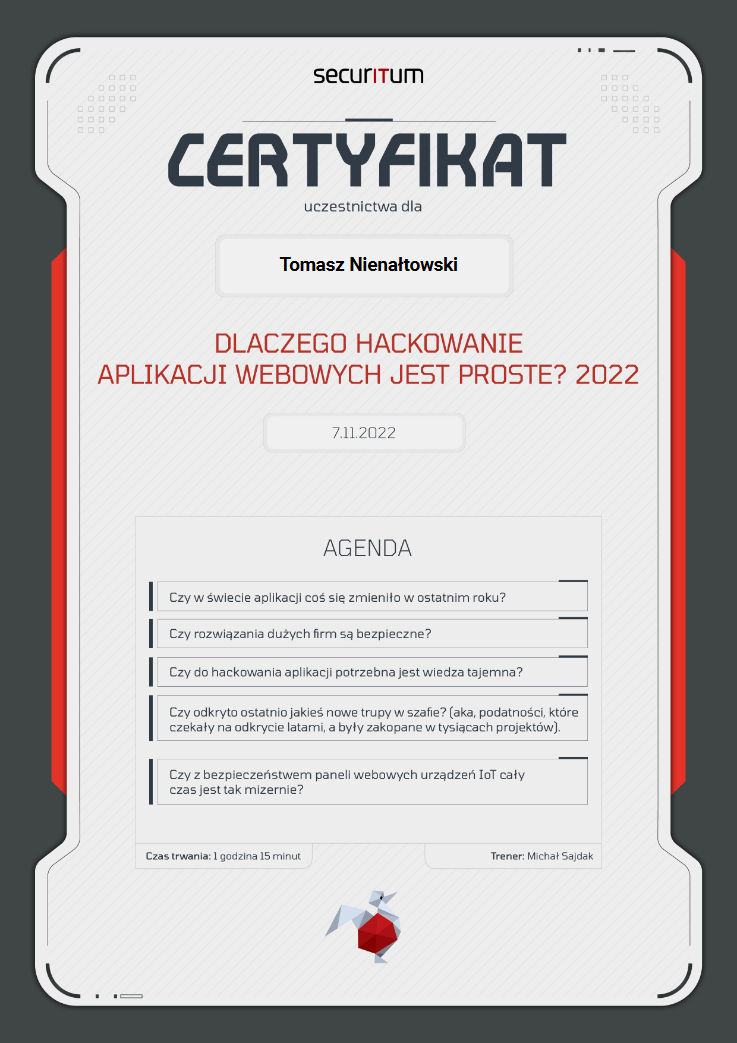 securITum
CERTYFIKAT
uczestnictwa dla
Tomasz Nienałtowski
DLACZEGO HACKOWANIE
APLIKACJI WEBOWYCH JEST PROSTE? 2022
7.11.2022
AGENDA
Czy w świecie aplikacji coś się zmieniło w ostatnim roku?
Czy rozwiązania dużych firm są bezpieczne?
Czy do hackowania aplikacji potrzebna jest wiedza tajemna?
Czy odkryto ostatnio jakieś nowe trupy w szafie? (aka, podatności, które
czekały na odkrycie latami, a były zakopane w tysiącach projektów).
Czy z bezpieczeństwem paneli webowych urządzeń IoT cały
czas jest tak mizernie?
Czas trwania: 1 godzina 15 minut
Trener: Michał Sajdak